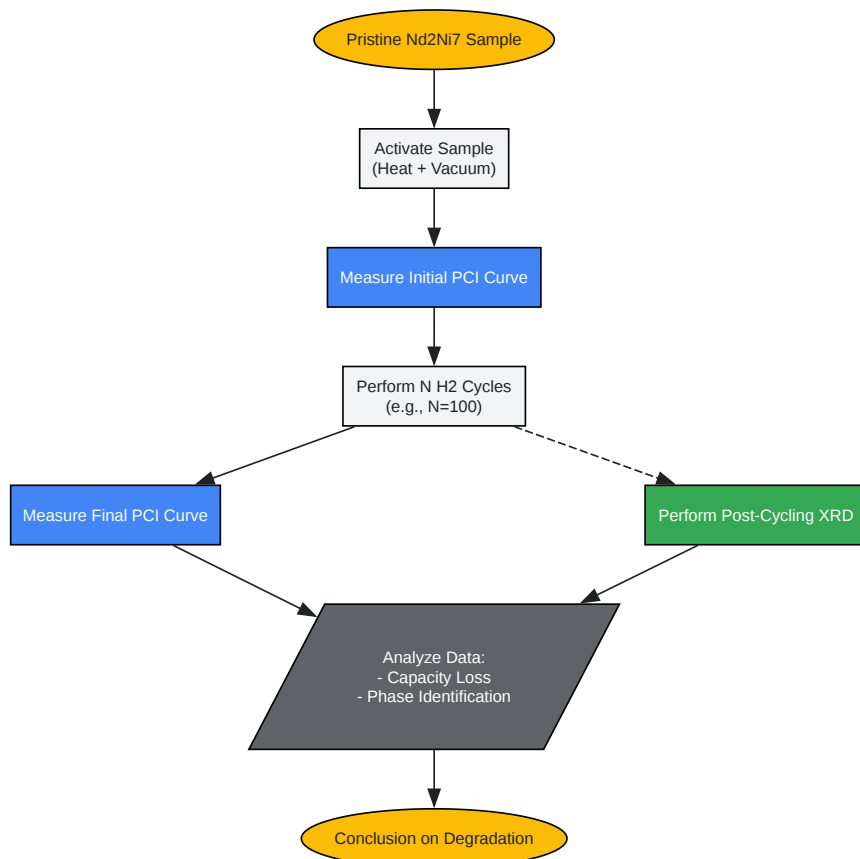 Pristine Nd2Ni7 Sample
Activate Sample
(Heat + Vacuum)
Measure Initial PCI Curve
Perform N H2 Cycles
(e.g., N=100)
Measure Final PCI Curve
Perform Post-Cycling XRD
Analyze Data:
- Capacity Loss
- Phase Identification
Conclusion on Degradation